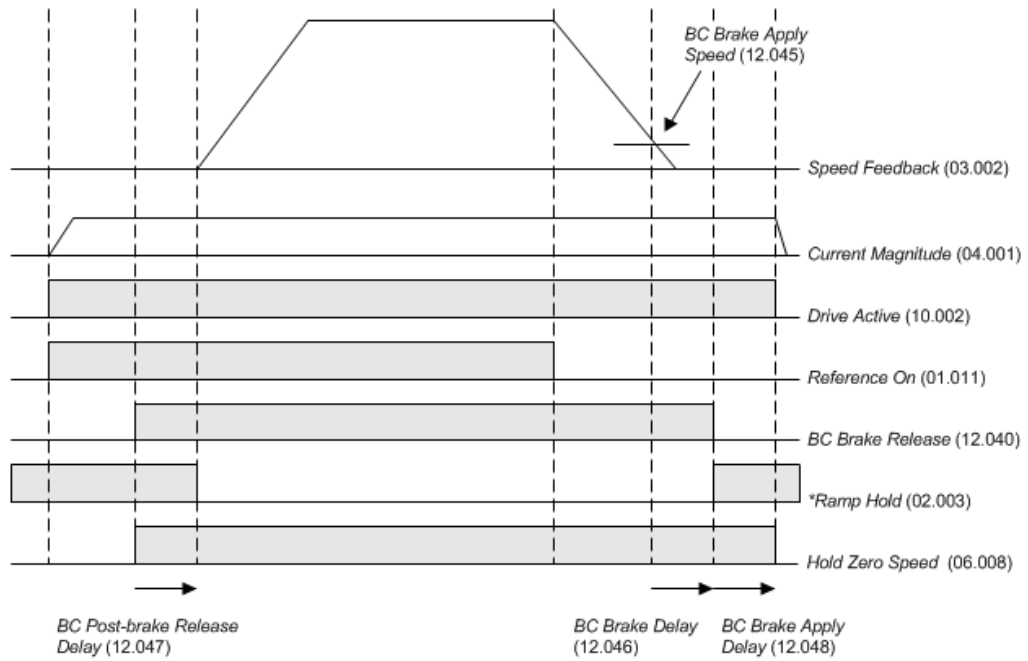 BC Brake Apply
Speed (12.045)
Speed Feedback (03.002)
Current Magnitude (04.001)
Drive Active (10.002)
Reference On (01.011)
BC Brake Release (12.040)
*Ramp Hold (02.003)
Hold Zero Speed (06.008)
BC Post-brake Release
Delay (12.047)
BC Brake Delay
(12.046)
BC Brake Apply
Delay (12.048)